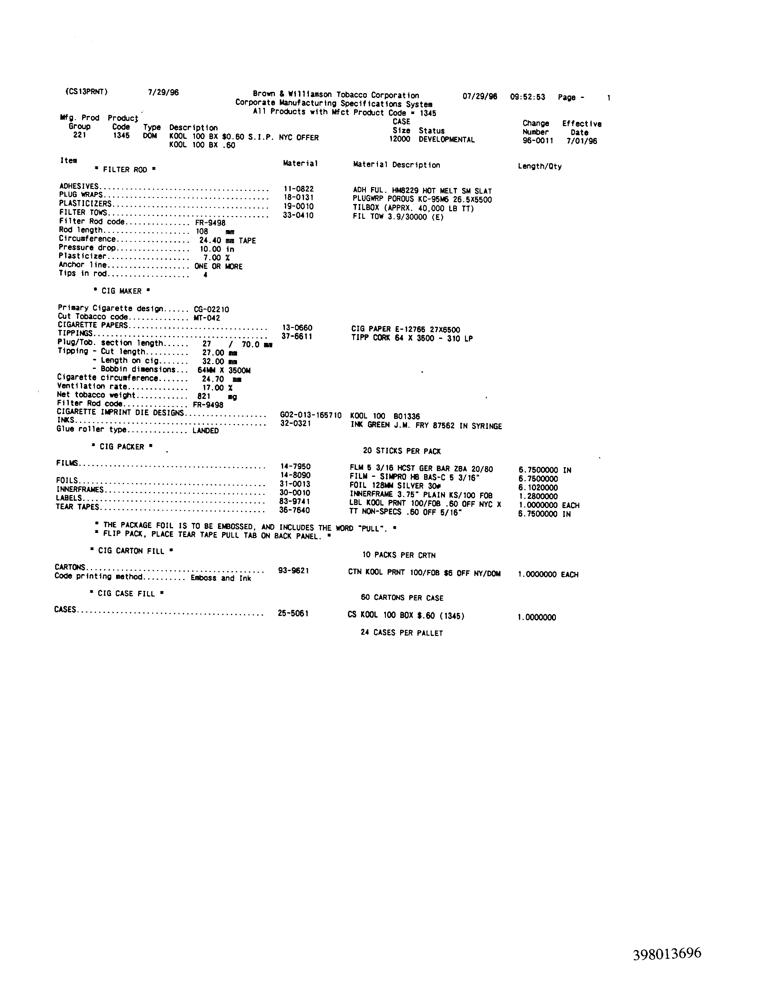 (CS13PRNT) 7/29/96 Brown & Williamson Tobacco Corporation 07/29/96 09:52:53 Page - 1
Corporate Manufacturing Specifications System
All Products with Mfct Product Code = 1345
Mfg. Prod Product CASE Change Effective
Group Code Type Description Size Status Number Date
221 1345 DOM KOOL 100 BX $0.60 S.I.P. NYC OFFER 12000 DEVELOPMENTAL 96-0011 7/01/96
KOOL 100 BX .60
Item Material Material Description Length/Qty
* FILTER ROD *
ADHESIVES....................................... 11-0822 ADH FUL. HM8229 HOT MELT SM SLAT
PLUG WRAPS...................................... 18-0131 PLUGWRP POROUS KC-95M6 26.5X6500
PLASTICIZERS.................................... 19-0010 TILBOX (APPRX. 40,000 LB TT)
FILTER TOWS..................................... 33-0410 FIL TOW 3.9/30000 (E)
Filter Rod code............... FR-9498
Rod length.................... 108 mm
Circumference................. 24.40 mm TAPE
Pressure drop................. 10.00 in
Plasticizer................... 7.00 %
Anchor line................... ONE OR MORE
Tips in rod................... 4
* CIG MAKER *
Primary Cigarette design...... CG-02210
Cut Tobacco code.............. MT-042
CIGARETTE PAPERS................................ 13-0660 CIG PAPER E-12765 27X6500
TIPPINGS........................................ 37-6611 TIPP CORK 64 X 3500 - 310 LP
Plug/Tob. section length...... 27 / 70.0 mm
Tipping - Cut length.......... 27.00 mm
- Length on cig....... 32.00 mm
- Bobbin dimensions... 64MM X 3500M
Cigarette circumference....... 24.70 mm
Ventilation rate.............. 17.00 %
Net tobacco weight............ 821 mg
Filter Rod code............... FR-9498
CIGARETTE IMPRINT DIE DESIGNS................... G02-013-165710 KOOL 100 B01336
INKS............................................ 32-0321 INK GREEN J.M. FRY 87562 IN SYRINGE
Glue roller type.............. LANDED
* CIG PACKER * 20 STICKS PER PACK
FILMS........................................... 14-7950 FLM 5 3/16 HCST GER BAR ZBA 20/80 6.7500000 IN
14-8090 FILM - SIMPRO HB BAS-C 5 3/16" 6.7500000
FOILS........................................... 31-0013 FOIL 128MM SILVER 30# 6.1020000
INNERFRAMES..................................... 30-0010 INNERFRAME 3.75" PLAIN KS/100 FOB 1.2800000
LABELS.......................................... 83-9741 LBL KOOL PRNT 100/FOB .60 OFF NYC X 1.0000000 EACH
TEAR TAPES...................................... 36-7640 TT NON-SPECS .60 OFF 5/16" 6.7500000 IN
* THE PACKAGE FOIL IS TO BE EMBOSSED, AND INCLUDES THE WORD "PULL". *
* FLIP PACK, PLACE TEAR TAPE PULL TAB ON BACK PANEL. *
* CIG CARTON FILL * 10 PACKS PER CRTN
CARTONS......................................... 93-9621 CTN KOOL PRNT 100/FOB $6 OFF NY/DOM 1.0000000 EACH
Code printing method.......... Emboss and Ink
* CIG CASE FILL * 60 CARTONS PER CASE
CASES........................................... 25-5061 CS KOOL 100 BOX $.60 (1345) 1.0000000
24 CASES PER PALLET
398013696